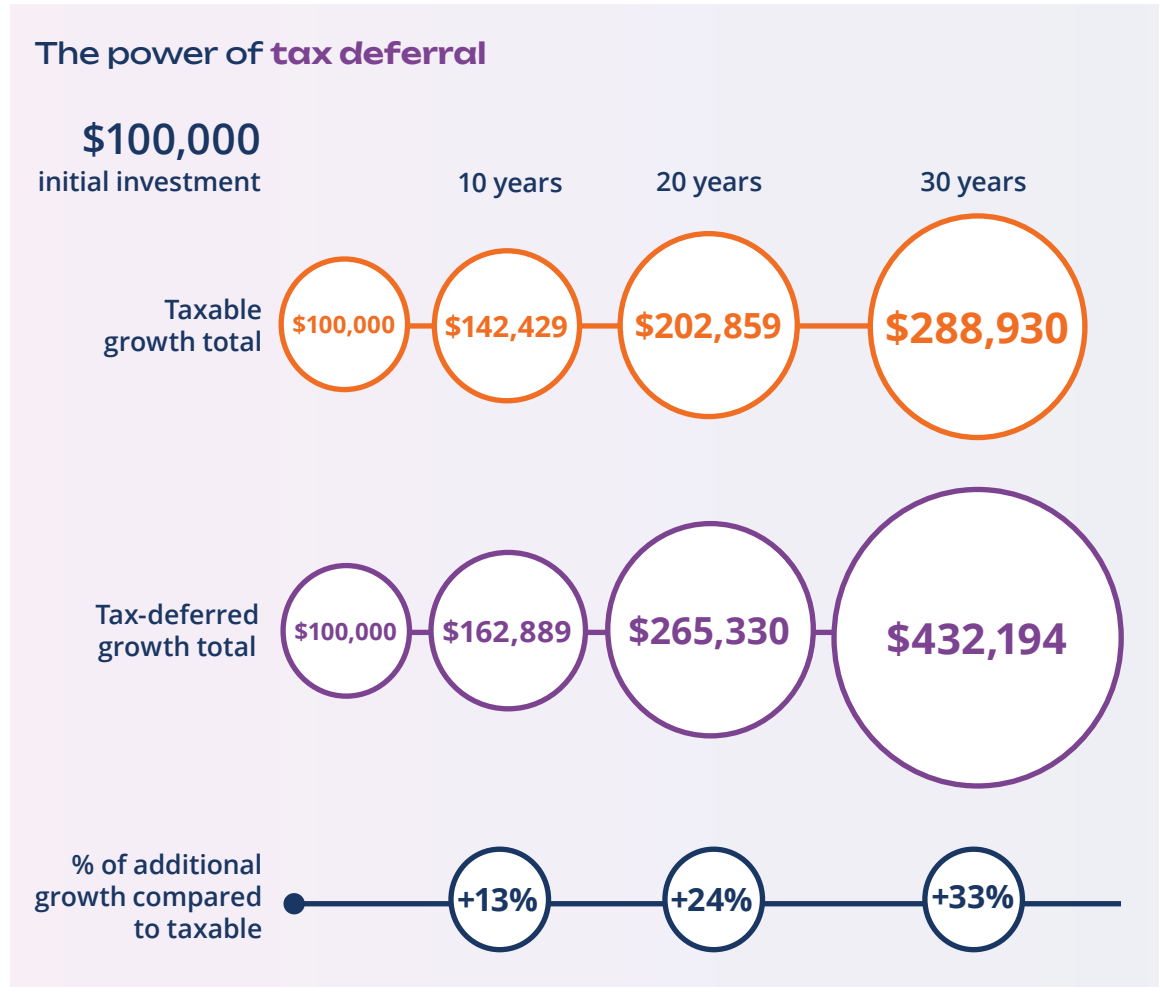 The power of tax deferral
$100,000
initial investment
10 years
20 years
30 years
Taxable
growth total
$100,000
$142,429
$202,859
$288,930
Tax-deferred
growth total
$100,000
$162,889
$265,330
$432,194
% of additional
growth compared
to taxable
+13%
+24%
+33%